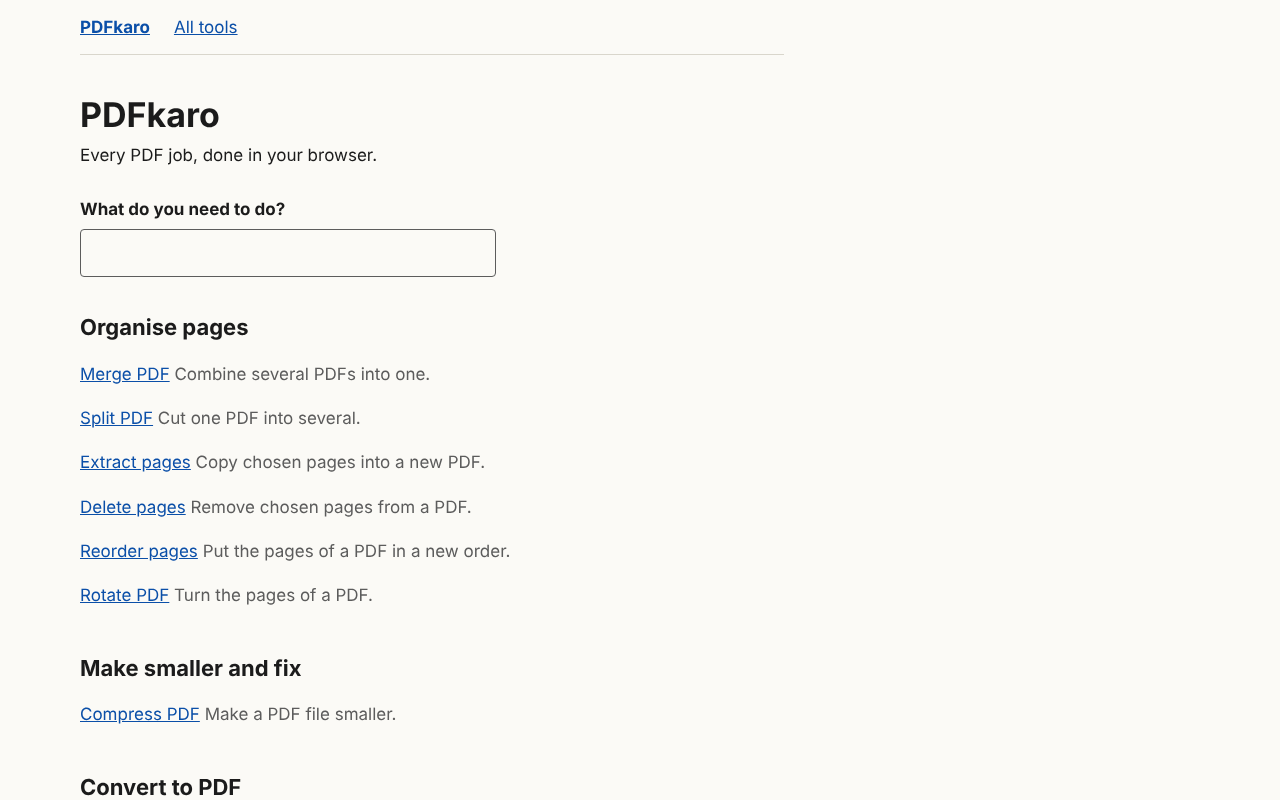 PDFkaro All tools
PDFkaro
Every PDF job, done in your browser.
What do you need to do?
Organise pages
Merge PDF Combine several PDFs into one.
Split PDF Cut one PDF into several.
Extract pages Copy chosen pages into a new PDF.
Delete pages Remove chosen pages from a PDF.
Reorder pages Put the pages of a PDF in a new order.
Rotate PDF Turn the pages of a PDF.
Make smaller and fix
Compress PDF Make a PDF file smaller.
Convert to PDF